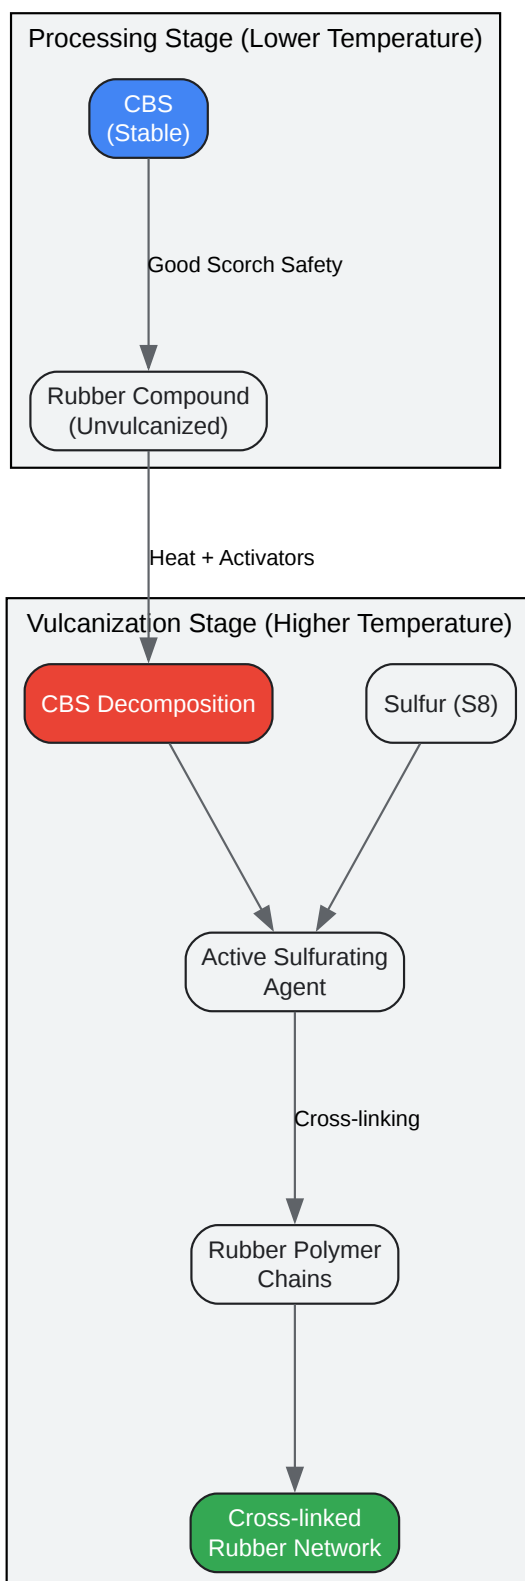 Processing Stage (Lower Temperature)
CBS
(Stable)
Good Scorch Safety
Rubber Compound
(Unvulcanized)
Heat + Activators
Vulcanization Stage (Higher Temperature)
CBS Decomposition
Sulfur (S8)
Active Sulfurating
Agent
Cross-linking
Rubber Polymer
Chains
Cross-linked
Rubber Network